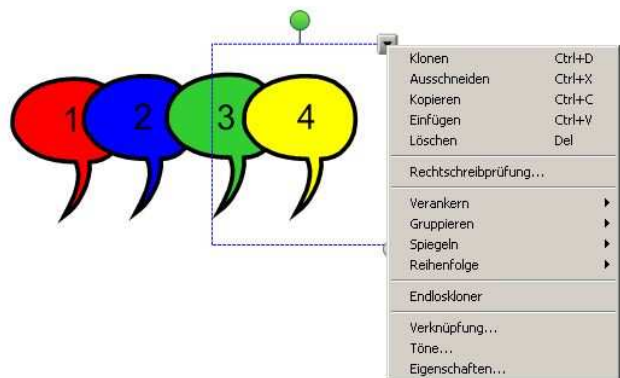 1 2 3 4
Klonen Ctrl+D
Ausschneiden Ctrl+X
Kopieren Ctrl+C
Einfügen Ctrl+V
Löschen Del
Rechtschreibprüfung...
Verankern
Gruppieren
Spiegeln
Reihenfolge
Endloskloner
Verknüpfung...
Töne...
Eigenschaften...